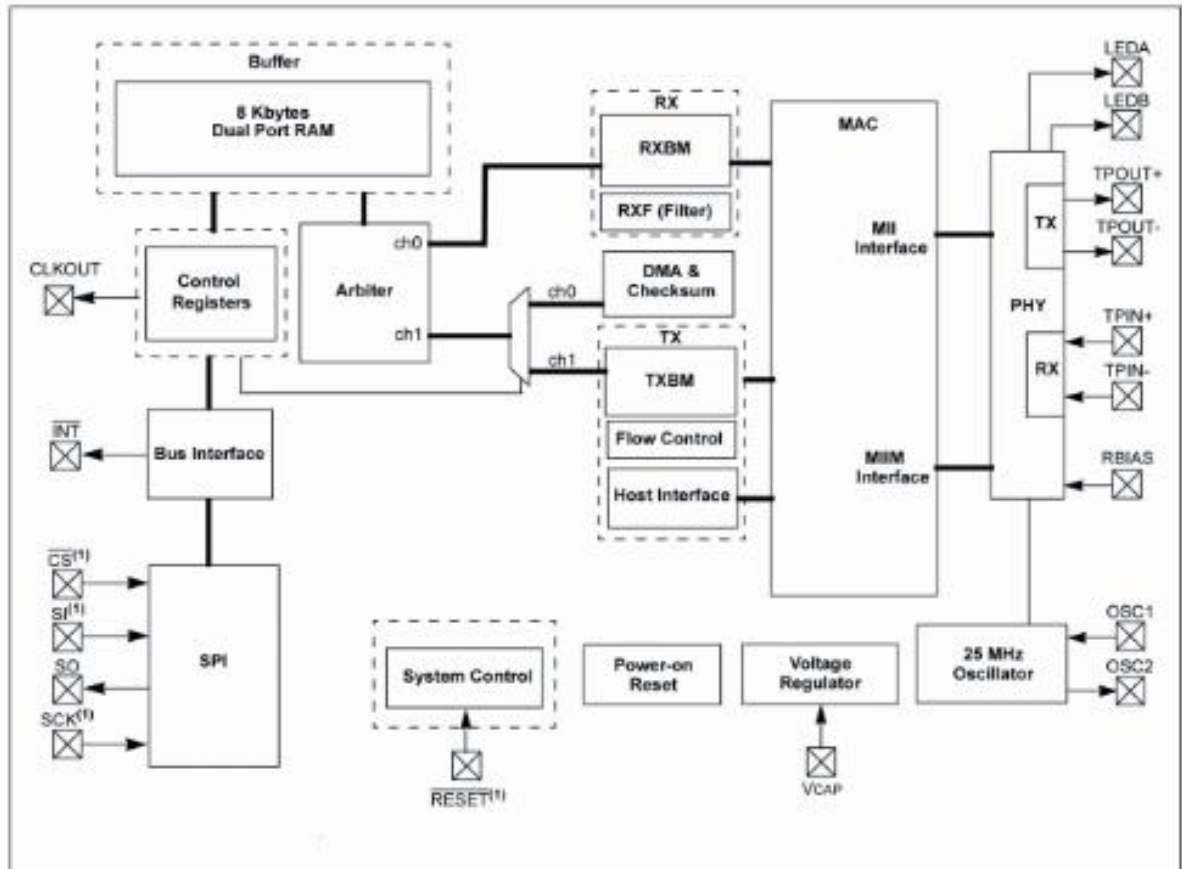 Buffer
8 Kbytes
Dual Port RAM
LEDA
LEDB
RX
RXBM
RXF (Filter)
MAC
TPOUT+
TX
TPOUT-
MII
Interface
CLKOUT
Control
Registers
ch0
Arbiter
ch1
ch0
DMA &
Checksum
PHY
TPIN+
RX
TPIN-
ch1
TX
TXBM
Flow Control
Host Interface
MIIM
Interface
RBIAS
INT
Bus Interface
CS(1)
SI(1)
SO
SCK(1)
SPI
System Control
RESET(1)
Power-on
Reset
Voltage
Regulator
VCAP
25 MHz
Oscillator
OSC1
OSC2